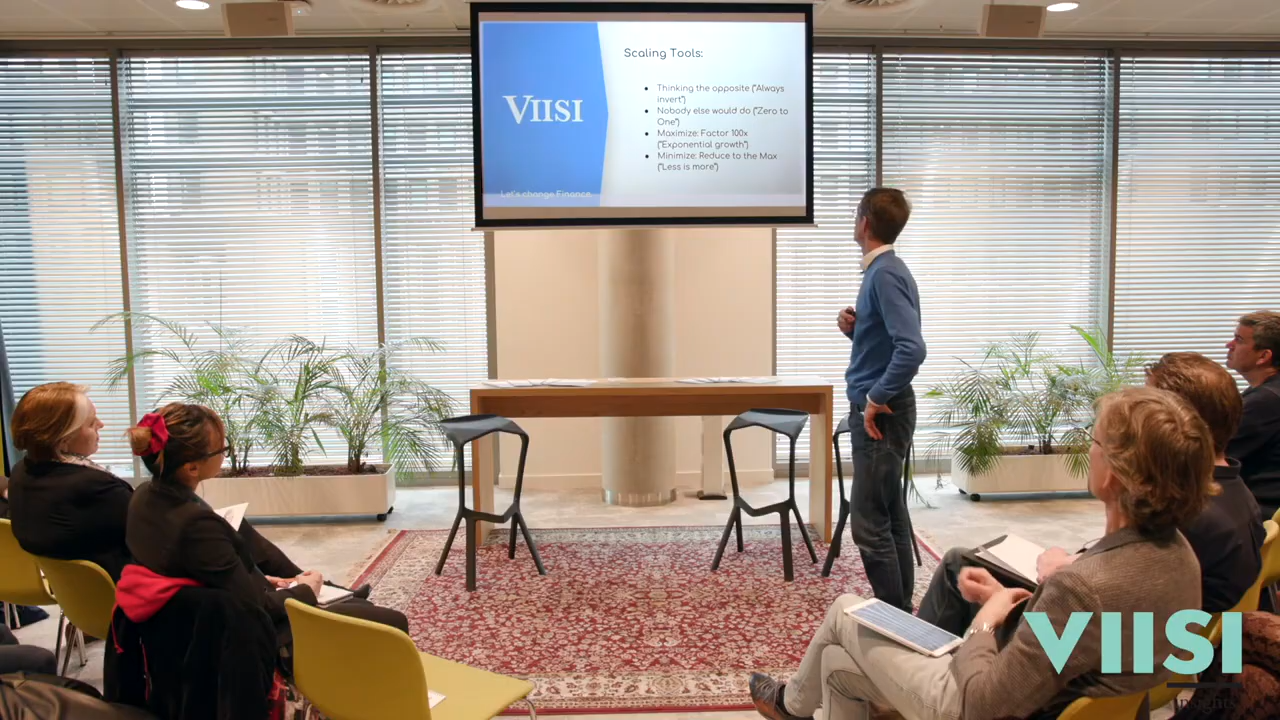 Scaling Tools:
VIISI
Thinking the opposite ("Always
invert")
Nobody else would do ("Zero to
One")
Maximize: Factor 100x
("Exponential growth")
Minimize: Reduce to the Max
("Less is more")
Let's change Finance.
VIISI
Insights